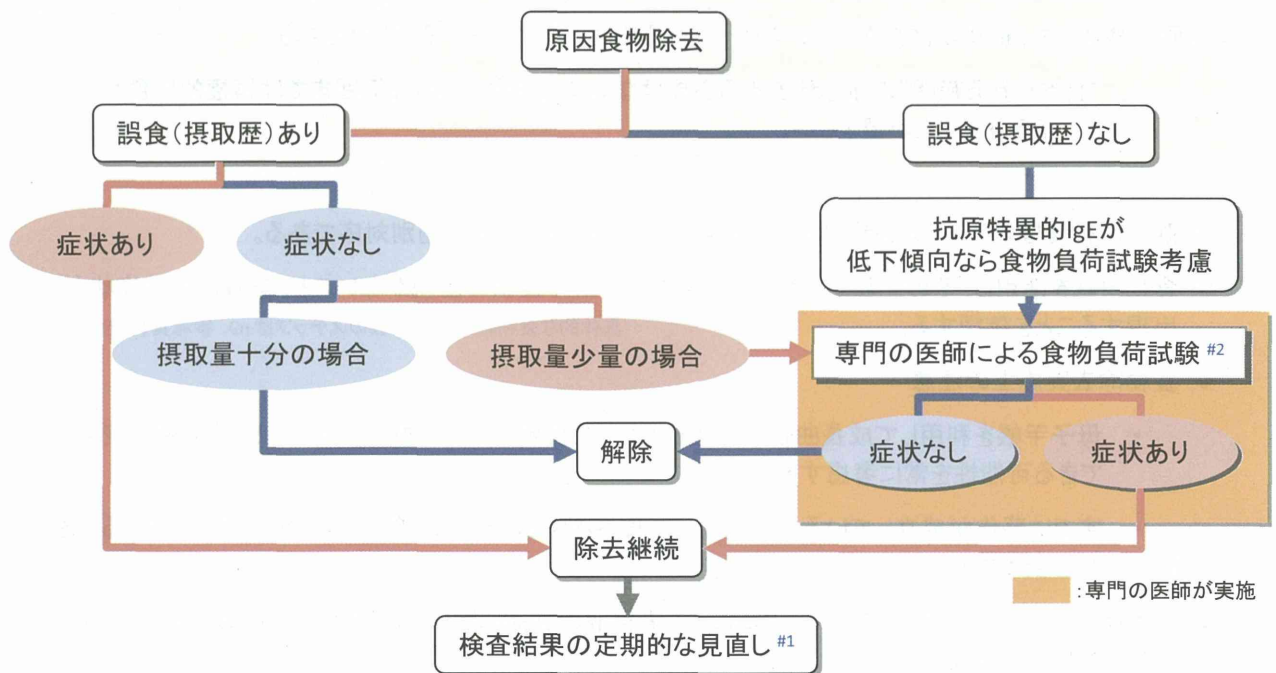 原因食物除去
誤食(摂取歴)あり
誤食(摂取歴)なし
症状あり
症状なし
抗原特異的IgEが
低下傾向なら食物負荷試験考慮
摂取量十分の場合
摂取量少量の場合
専門の医師による食物負荷試験 #2
解除
症状なし
症状あり
除去継続
:専門の医師が実施
検査結果の定期的な見直し #1